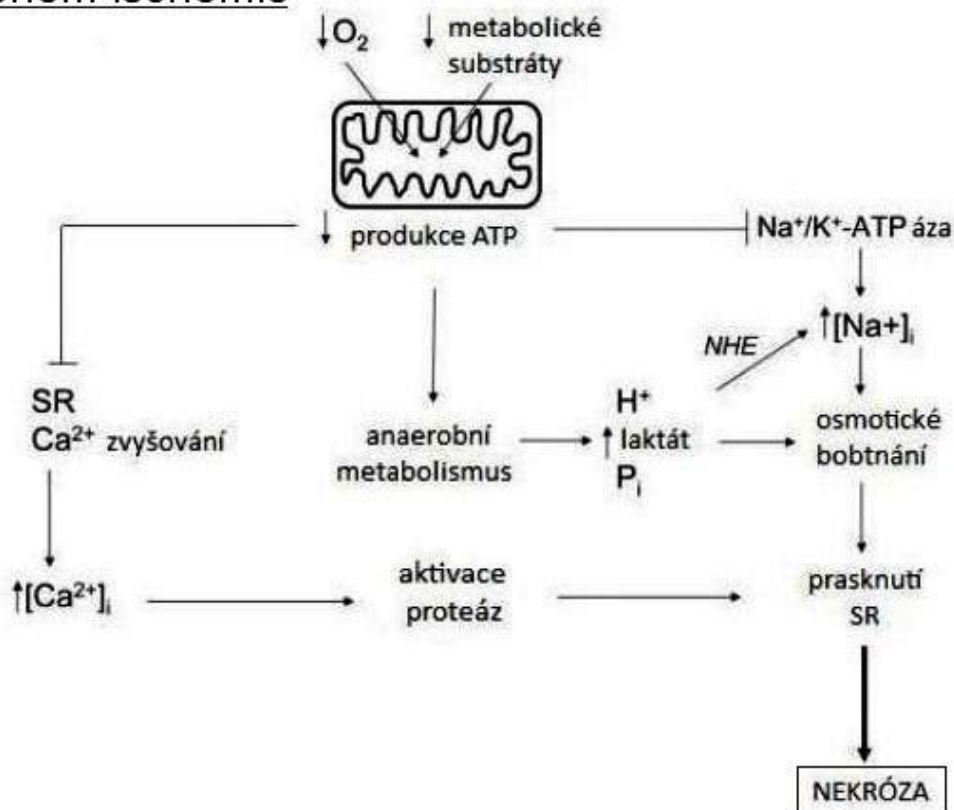 ↓O₂ ↓ metabolické
substráty
↓ produkce ATP
Na⁺/K⁺-ATP áza
↑[Na+]ᵢ
NHE
SR
Ca²⁺ zvyšování
anaerobní
metabolismus
H⁺
↑ laktát
Pᵢ
osmotické
bobtnání
↑[Ca²⁺]ᵢ
aktivace
proteáz
prasknutí
SR
NEKRÓZA